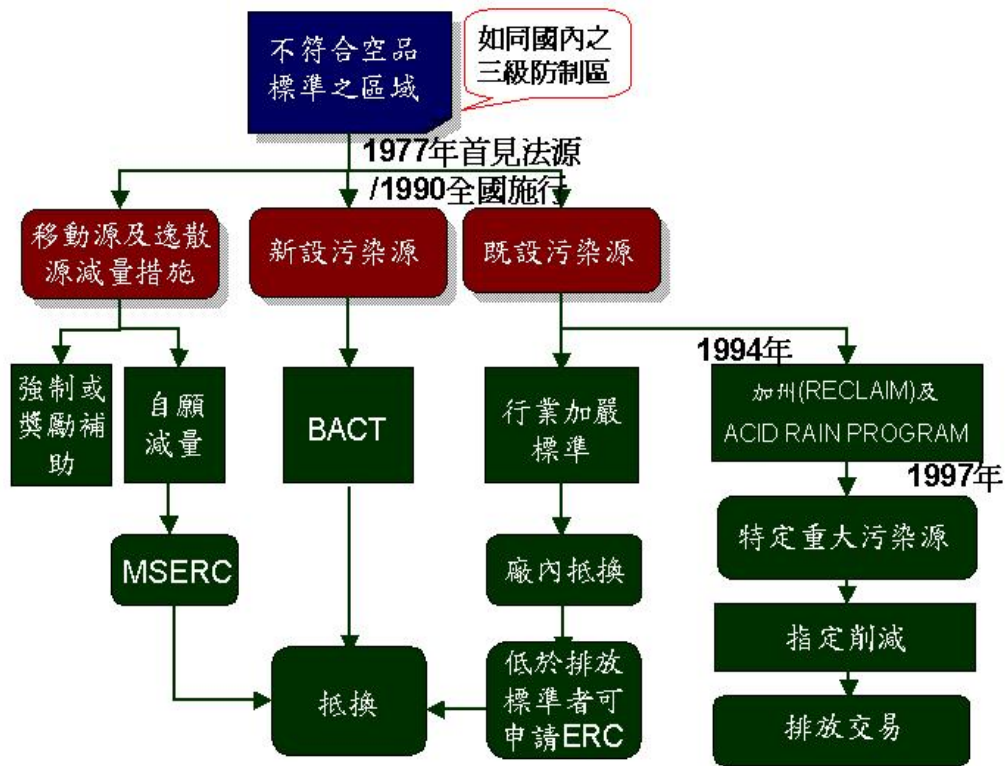 不符合空品
標準之區域
如同國內之
三級防制區
1977年首見法源
/1990全國施行
移動源及逸散
源減量措施
新設污染源
既設污染源
強制或
獎勵補
助
自願
減量
BACT
行業加嚴
標準
1994年
加州(RECLAIM)及
ACID RAIN PROGRAM
1997年
MSERC
廠內抵換
特定重大污染源
抵換
低於排放
標準者可
申請ERC
指定削減
排放交易